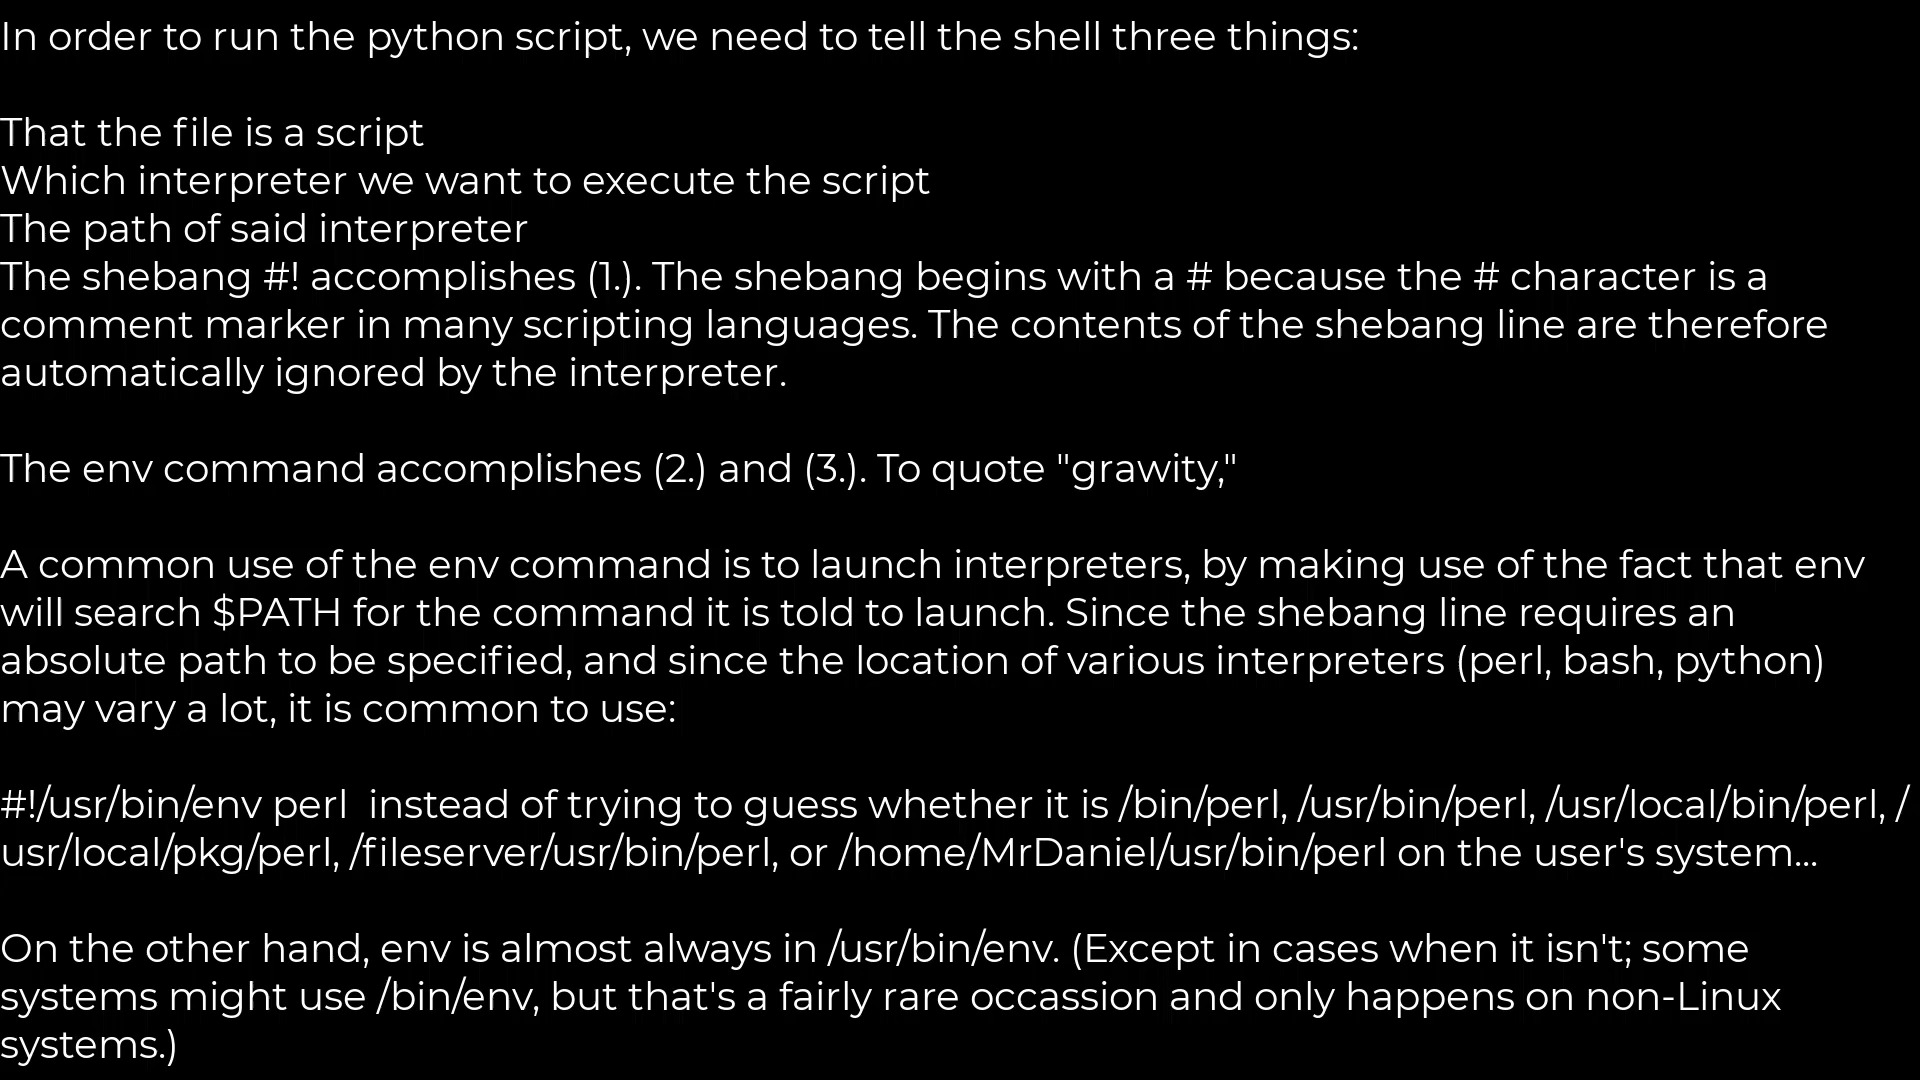 In order to run the python script, we need to tell the shell three things:
That the file is a script
Which interpreter we want to execute the script
The path of said interpreter
The shebang #! accomplishes (1.). The shebang begins with a # because the # character is a
comment marker in many scripting languages. The contents of the shebang line are therefore
automatically ignored by the interpreter.
The env command accomplishes (2.) and (3.). To quote "grawity,"
A common use of the env command is to launch interpreters, by making use of the fact that env
will search $PATH for the command it is told to launch. Since the shebang line requires an
absolute path to be specified, and since the location of various interpreters (perl, bash, python)
may vary a lot, it is common to use:
#!/usr/bin/env perl  instead of trying to guess whether it is /bin/perl, /usr/bin/perl, /usr/local/bin/perl, /
usr/local/pkg/perl, /fileserver/usr/bin/perl, or /home/MrDaniel/usr/bin/perl on the user's system...
On the other hand, env is almost always in /usr/bin/env. (Except in cases when it isn't; some
systems might use /bin/env, but that's a fairly rare occassion and only happens on non-Linux
systems.)